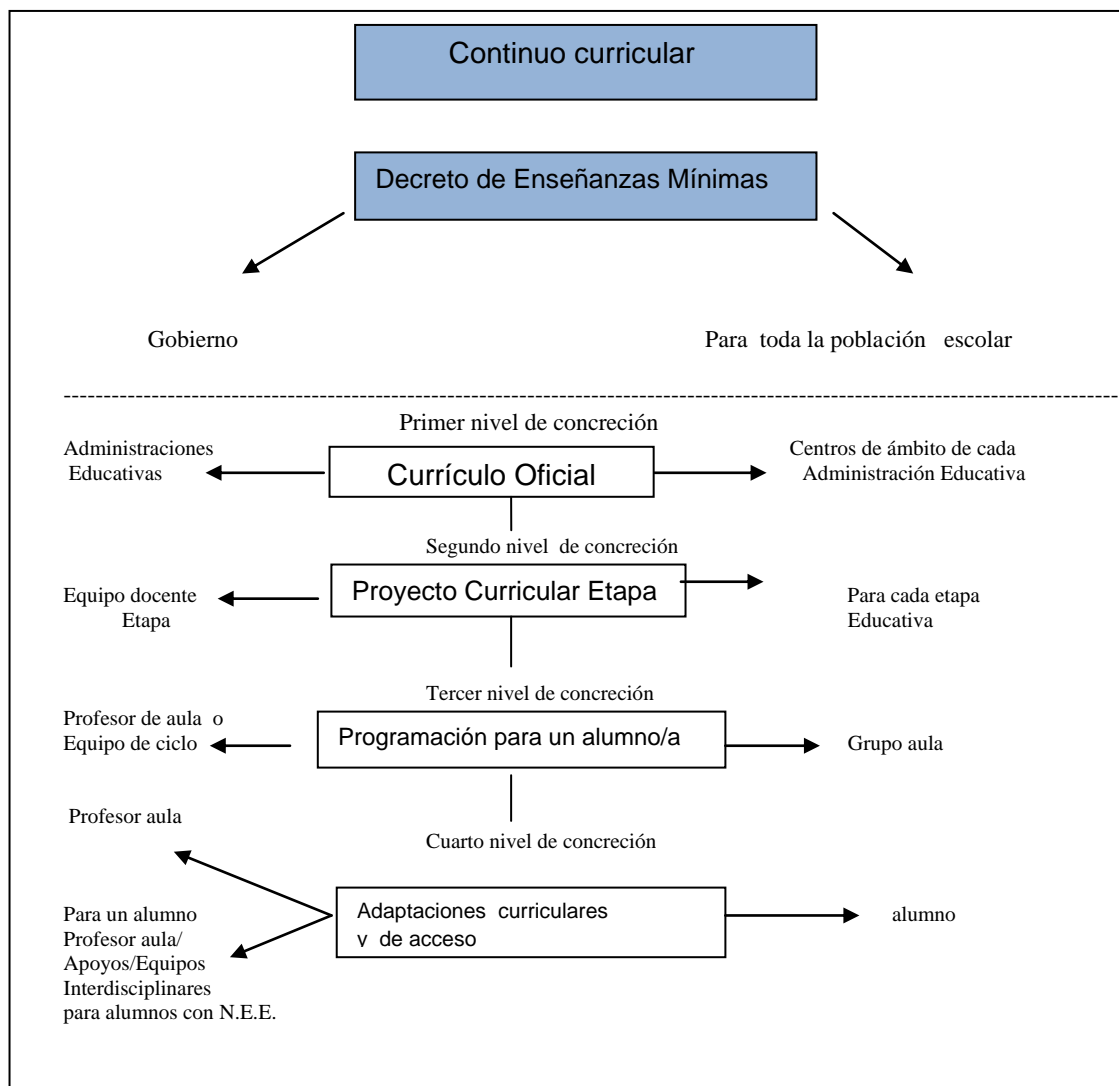 Continuo curricular
Decreto de Enseñanzas Mínimas
Gobierno
Para toda la población escolar
Primer nivel de concreción
Administraciones
Educativas
Currículo Oficial
Centros de ámbito de cada
Administración Educativa
Segundo nivel de concreción
Equipo docente
Etapa
Proyecto Curricular Etapa
Para cada etapa
Educativa
Tercer nivel de concreción
Profesor de aula o
Equipo de ciclo
Programación para un alumno/a
Grupo aula
Profesor aula
Cuarto nivel de concreción
Para un alumno
Profesor aula/
Apoyos/Equipos
Interdisciplinares
para alumnos con N.E.E.
Adaptaciones curriculares
y de acceso
alumno